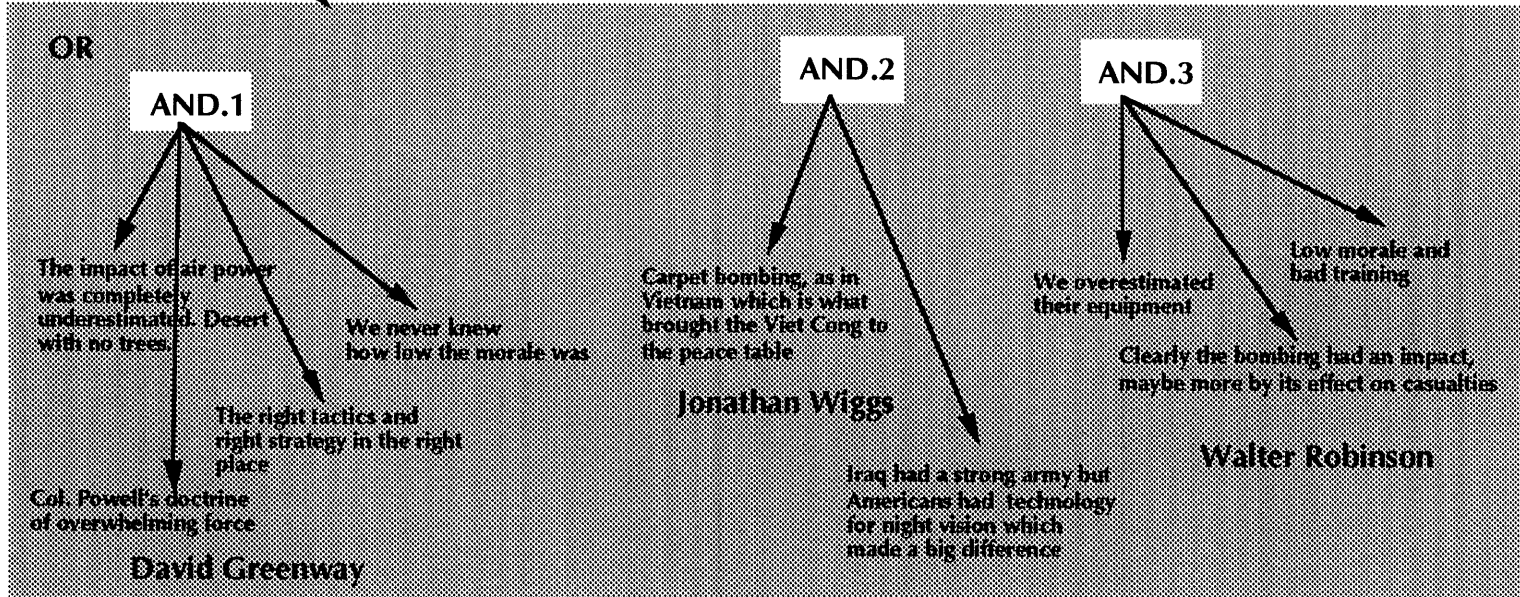 OR
AND.1
The impact of air power
was completely
underestimated. Desert
with no trees.
We never knew
how low the morale was
The right tactics and
right strategy in the right
place
Col. Powell's doctrine
of overwhelming force
David Greenway
AND.2
Carpet bombing, as in
Vietnam which is what
brought the Viet Cong to
the peace table
Jonathan Wiggs
Iraq had a strong army but
Americans had technology
for night vision which
made a big difference
AND.3
We overestimated
their equipment
Low morale and
bad training
Clearly the bombing had an impact,
maybe more by its effect on casualties
Walter Robinson